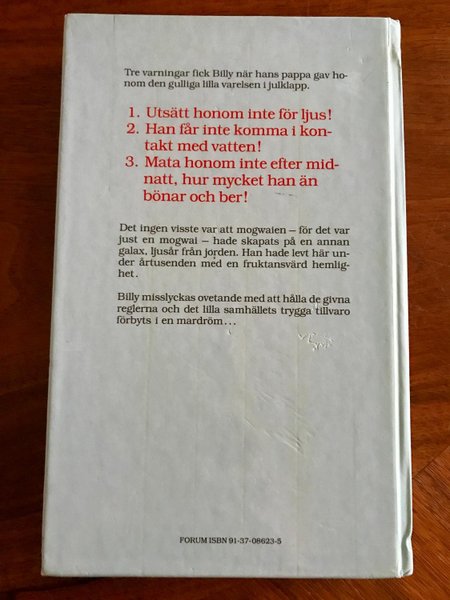 Tre varningar fick Billy när hans pappa gav ho-
nom den gulliga lilla varelsen i julklapp.
1. Utsätt honom inte för ljus!
2. Han får inte komma i kon-
takt med vatten!
3. Mata honom inte efter mid-
natt, hur mycket han än
bönar och ber!
Det ingen visste var att mogwaien – för det var
just en mogwai – hade skapats på en annan
galax, ljusår från jorden. Han hade levt här un-
der årtusenden med en fruktansvärd hemlig-
het.
Billy misslyckas ovetande med att hålla de givna
reglerna och det lilla samhällets trygga tillvaro
förbyts i en mardröm...
FORUM ISBN 91-37-08623-5